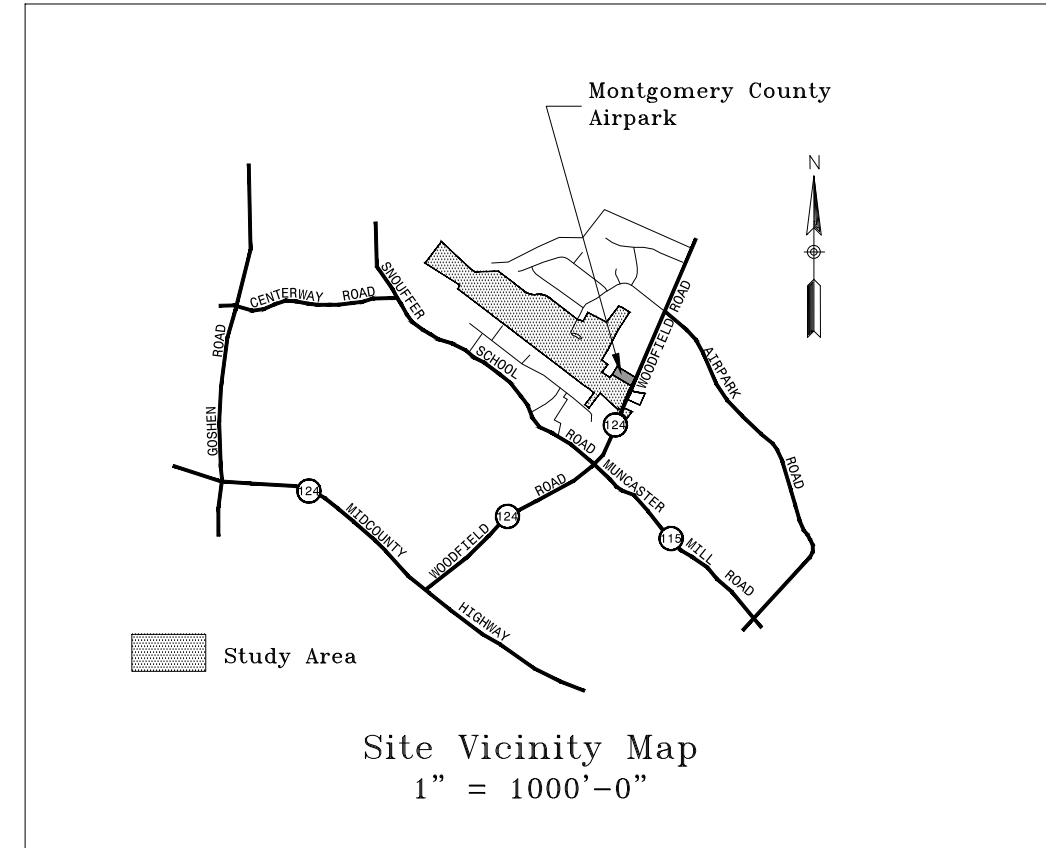 Montgomery County
Airpark
N
SNOUFFER
CENTERWAY ROAD
ROAD
WOODFIELD ROAD
SCHOOL
AIRPARK
GOSHEN
124
ROAD
ROAD
MUNCASTER
ROAD
124
MIDCOUNTY
124
WOODFIELD
115
MILL
ROAD
HIGHWAY
Study Area
Site Vicinity Map
1” = 1000’-0”